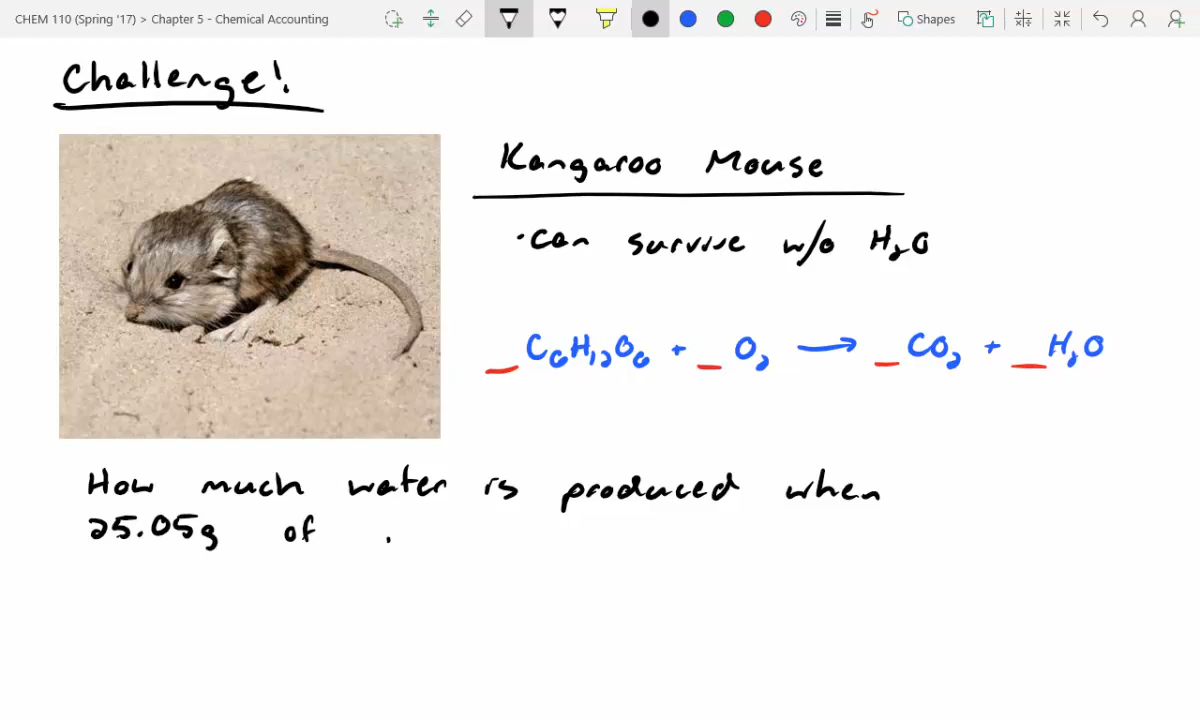 CHEM 110 (Spring '17) > Chapter 5 - Chemical Accounting
Shapes
Challenge!
Kangaroo Mouse
·can survive w/o H₂O
_C₆H₁₂O₆ + _O₂ → _CO₂ + _H₂O
How much water is produced when
25.05g of